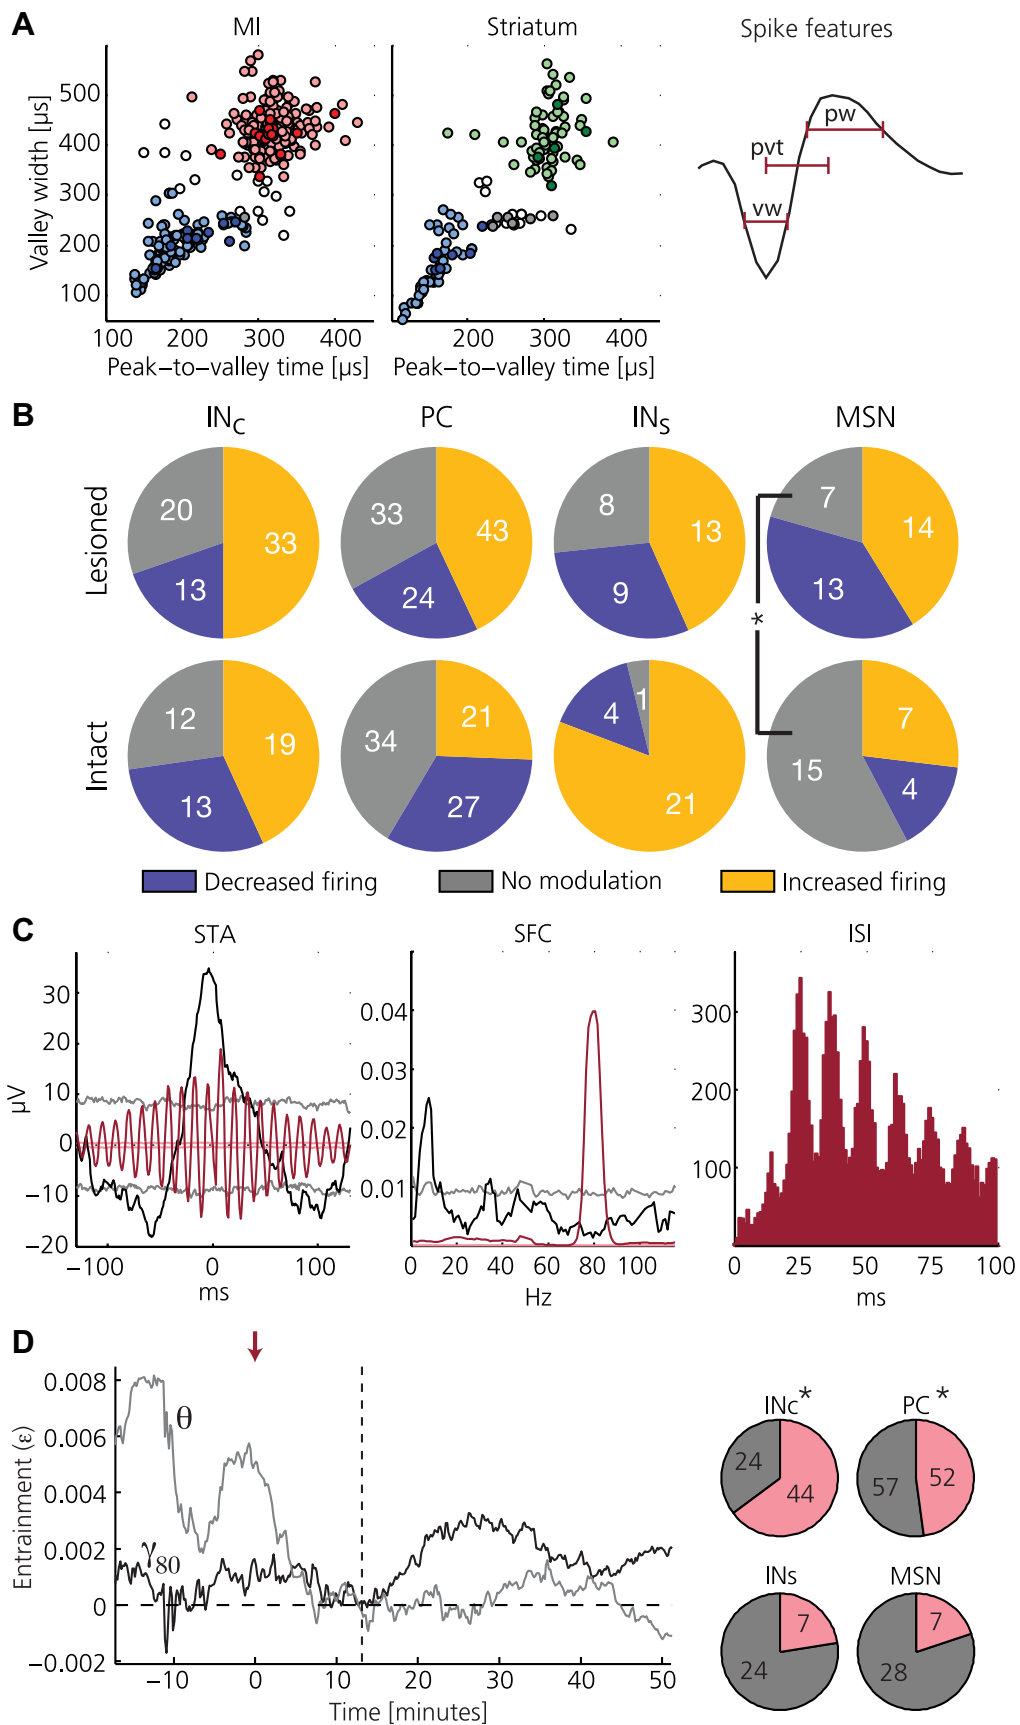 A
MI
Striatum
Spike features
Valley width [µs]
500
400
300
200
100
100 200 300 400
100 200 300 400
Peak–to–valley time [µs]
Peak–to–valley time [µs]
pw
pvt
vw
B
INC
PC
INS
MSN
Lesioned
20
33
13
33
43
24
8
13
9
7
14
13
*
Intact
12
19
13
34
21
27
4
1
21
7
15
4
Decreased firing
No modulation
Increased firing
C
STA
SFC
ISI
µV
30
20
10
0
−10
−20
−100 0 100
ms
0.04
0.03
0.02
0.01
0 20 40 60 80 100
Hz
300
200
100
0 25 50 75 100
ms
D
Entrainment (ε)
0.008
0.006
0.004
0.002
0
−0.002
θ
γ80
−10 0 10 20 30 40 50
Time [minutes]
INc*
PC*
24
44
57
52
INs
MSN
7
24
7
28